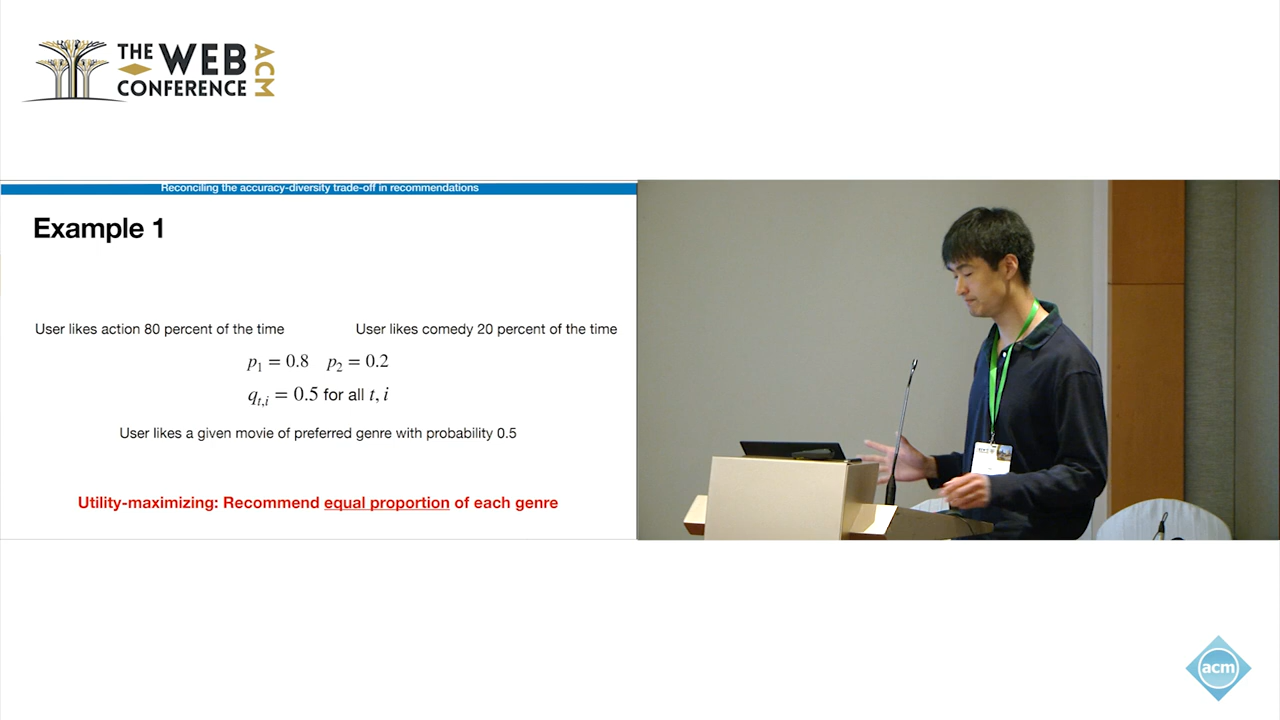 THE WEB
CONFERENCE
ACM
Reconciling the accuracy-diversity trade-off in recommendations
Example 1
User likes action 80 percent of the time
User likes comedy 20 percent of the time
p₁ = 0.8 p₂ = 0.2
qₜ,ᵢ = 0.5 for all t, i
User likes a given movie of preferred genre with probability 0.5
Utility-maximizing: Recommend equal proportion of each genre
acm